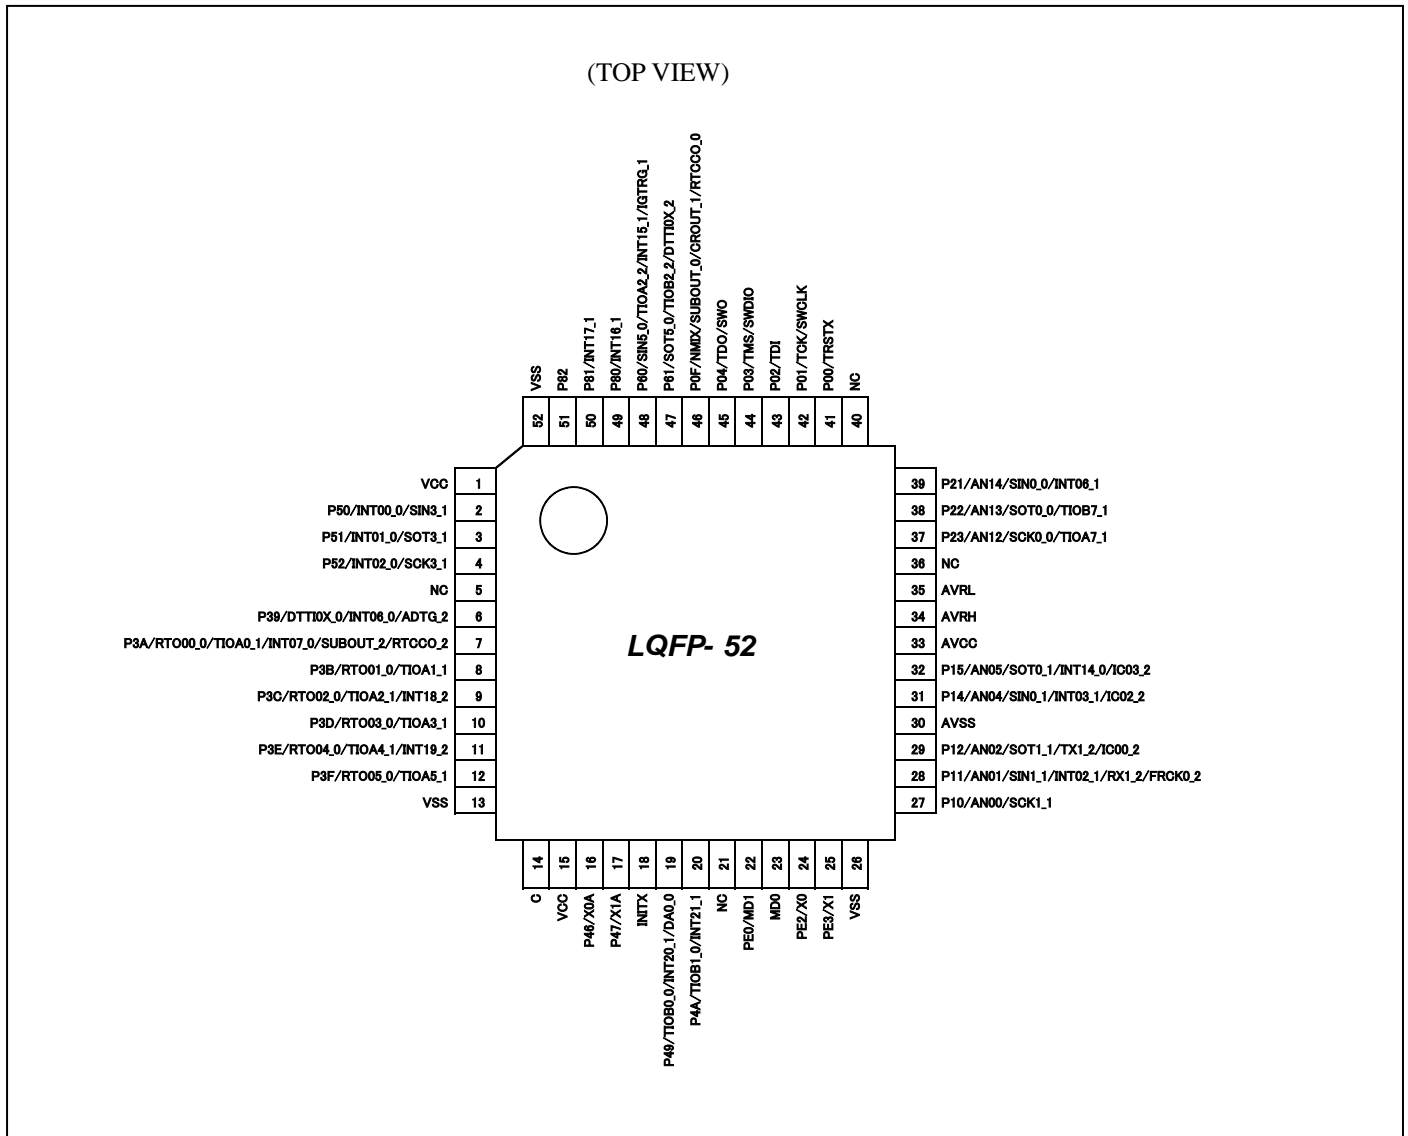 (TOP VIEW)
VSS
P82
P81/INT17_1
P80/INT16_1
P60/SIN5_0/TIOA2_2/INT15_1/IGTRG_1
P61/SOT5_0/TIOB2_2/DTTI0X_2
P0F/NMIX/SUBOUT_0/CROUT_1/RTCCO_0
P04/TDO/SWO
P03/TMS/SWDIO
P02/TDI
P01/TCK/SWCLK
P00/TRSTX
NC
52 51 50 49 48 47 46 45 44 43 42 41 40
VCC 1
P50/INT00_0/SIN3_1 2
P51/INT01_0/SOT3_1 3
P52/INT02_0/SCK3_1 4
NC 5
P39/DTTI0X_0/INT06_0/ADTG_2 6
P3A/RTO00_0/TIOA0_1/INT07_0/SUBOUT_2/RTCCO_2 7
P3B/RTO01_0/TIOA1_1 8
P3C/RTO02_0/TIOA2_1/INT18_2 9
P3D/RTO03_0/TIOA3_1 10
P3E/RTO04_0/TIOA4_1/INT19_2 11
P3F/RTO05_0/TIOA5_1 12
VSS 13
LQFP- 52
39 P21/AN14/SIN0_0/INT06_1
38 P22/AN13/SOT0_0/TIOB7_1
37 P23/AN12/SCK0_0/TIOA7_1
36 NC
35 AVRL
34 AVRH
33 AVCC
32 P15/AN05/SOT0_1/INT14_0/IC03_2
31 P14/AN04/SIN0_1/INT03_1/IC02_2
30 AVSS
29 P12/AN02/SOT1_1/TX1_2/IC00_2
28 P11/AN01/SIN1_1/INT02_1/RX1_2/FRCK0_2
27 P10/AN00/SCK1_1
14 15 16 17 18 19 20 21 22 23 24 25 26
C
VCC
P46/X0A
P47/X1A
INITX
P49/TIOB0_0/INT20_1/DA0_0
P4A/TIOB1_0/INT21_1
NC
PE0/MD1
MD0
PE2/X0
PE3/X1
VSS